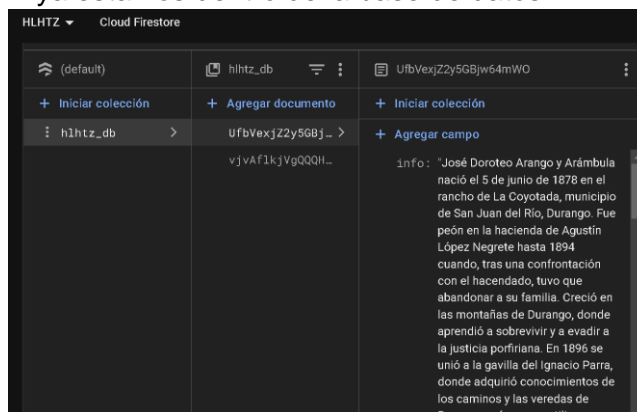 HLHTZ Cloud Firestore
(default)
+ Iniciar colección
hlhtz_db
hlhtz_db
+ Agregar documento
UfbVexjZ2y5GBj…
vjvAflkjVgQQQH…
UfbVexjZ2y5GBjw64mWO
+ Iniciar colección
+ Agregar campo
info: "José Doroteo Arango y Arámbula
nació el 5 de junio de 1878 en el
rancho de La Coyotada, municipio
de San Juan del Río, Durango. Fue
peón en la hacienda de Agustín
López Negrete hasta 1894
cuando, tras una confrontación
con el hacendado, tuvo que
abandonar a su familia. Creció en
las montañas de Durango, donde
aprendió a sobrevivir y a evadir a
la justicia porfiriana. En 1896 se
unió a la gavilla del Ignacio Parra,
donde adquirió conocimientos de
los caminos y las veredas de